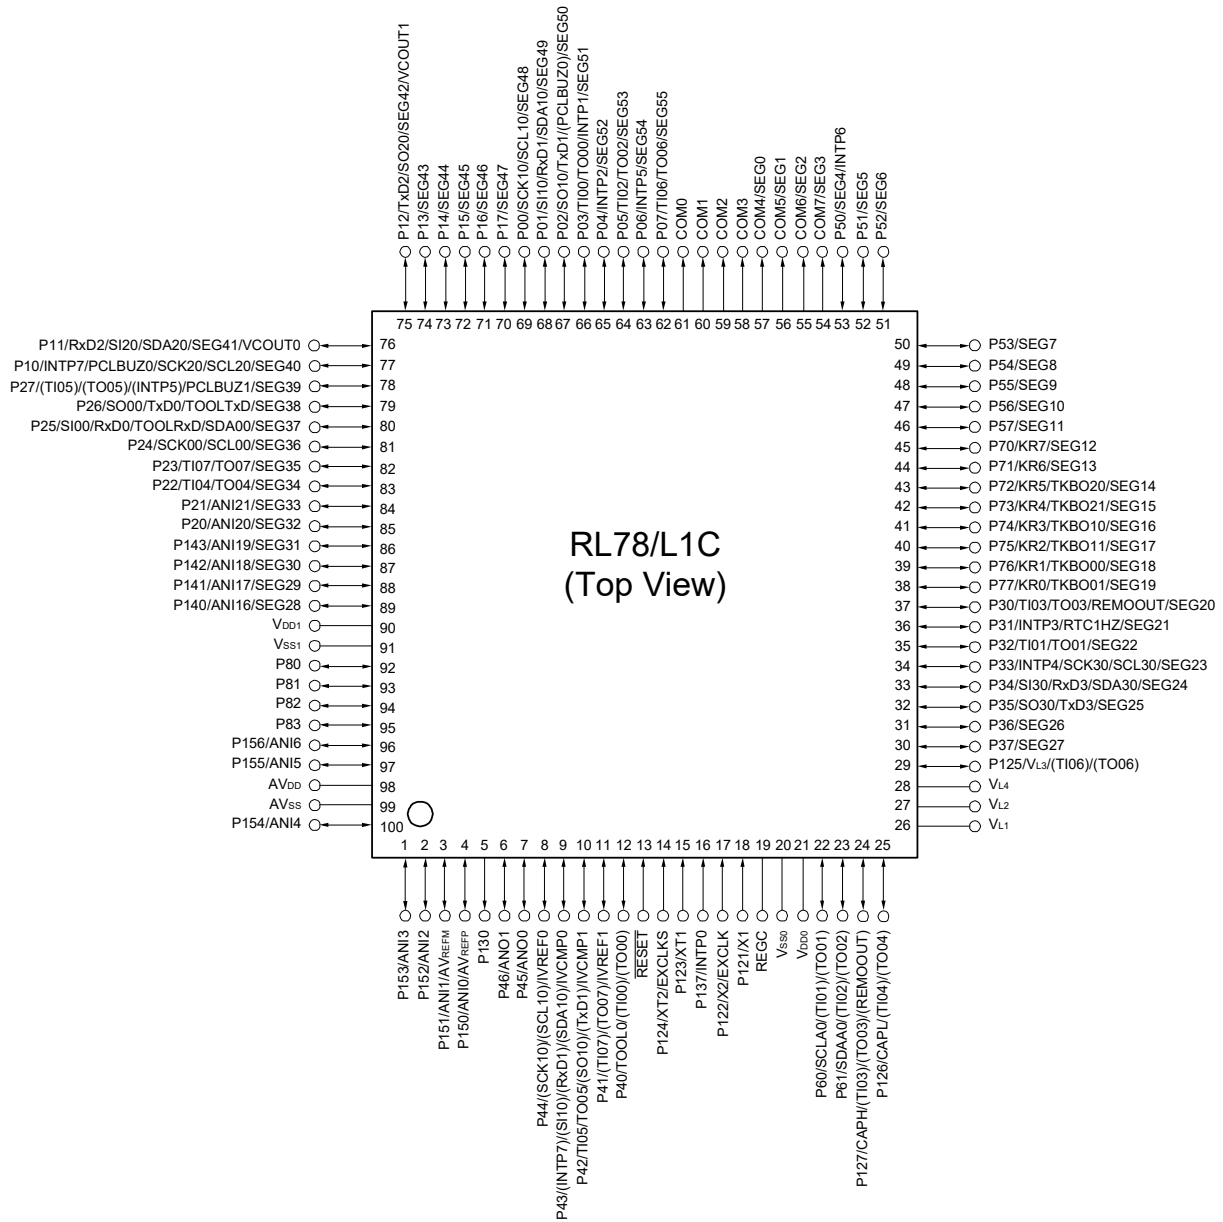 P12/TxD2/SO20/SEG42/VCOUT1
P13/SEG43
P14/SEG44
P15/SEG45
P16/SEG46
P17/SEG47
P00/SCK10/SCL10/SEG48
P01/SI10/RxD1/SDA10/SEG49
P02/SO10/TxD1/(PCLBUZ0)/SEG50
P03/TI00/TO00/INTP1/SEG51
P04/INTP2/SEG52
P05/TI02/TO02/SEG53
P06/INTP5/SEG54
P07/TI06/TO06/SEG55
COM0
COM1
COM2
COM3
COM4/SEG0
COM5/SEG1
COM6/SEG2
COM7/SEG3
P50/SEG4/INTP6
P51/SEG5
P52/SEG6
75 74 73 72 71 70 69 68 67 66 65 64 63 62 61 60 59 58 57 56 55 54 53 52 51
P11/RxD2/SI20/SDA20/SEG41/VCOUT0 76
P10/INTP7/PCLBUZ0/SCK20/SCL20/SEG40 77
P27/(TI05)/(TO05)/(INTP5)/PCLBUZ1/SEG39 78
P26/SO00/TxD0/TOOLTxD/SEG38 79
P25/SI00/RxD0/TOOLRxD/SDA00/SEG37 80
P24/SCK00/SCL00/SEG36 81
P23/TI07/TO07/SEG35 82
P22/TI04/TO04/SEG34 83
P21/ANI21/SEG33 84
P20/ANI20/SEG32 85
P143/ANI19/SEG31 86
P142/ANI18/SEG30 87
P141/ANI17/SEG29 88
P140/ANI16/SEG28 89
VDD1 90
VSS1 91
P80 92
P81 93
P82 94
P83 95
P156/ANI6 96
P155/ANI5 97
AVDD 98
AVSS 99
P154/ANI4 100
RL78/L1C
(Top View)
50 P53/SEG7
49 P54/SEG8
48 P55/SEG9
47 P56/SEG10
46 P57/SEG11
45 P70/KR7/SEG12
44 P71/KR6/SEG13
43 P72/KR5/TKBO20/SEG14
42 P73/KR4/TKBO21/SEG15
41 P74/KR3/TKBO10/SEG16
40 P75/KR2/TKBO11/SEG17
39 P76/KR1/TKBO00/SEG18
38 P77/KR0/TKBO01/SEG19
37 P30/TI03/TO03/REMOOUT/SEG20
36 P31/INTP3/RTC1HZ/SEG21
35 P32/TI01/TO01/SEG22
34 P33/INTP4/SCK30/SCL30/SEG23
33 P34/SI30/RxD3/SDA30/SEG24
32 P35/SO30/TxD3/SEG25
31 P36/SEG26
30 P37/SEG27
29 P125/VL3/(TI06)/(TO06)
28 VL4
27 VL2
26 VL1
1 2 3 4 5 6 7 8 9 10 11 12 13 14 15 16 17 18 19 20 21 22 23 24 25
P153/ANI3
P152/ANI2
P151/ANI1/AVREFM
P150/ANI0/AVREFP
P130
P46/ANO1
P45/ANO0
P44/(SCK10)/(SCL10)/IVREF0
P43/(INTP7)/(SI10)/(RxD1)/(SDA10)/IVCMP0
P42/TI05/TO05/(SO10)/(TxD1)/IVCMP1
P41/(TI07)/(TO07)/IVREF1
P40/TOOL0/(TI00)/(TO00)
RESET
P124/XT2/EXCLKS
P123/XT1
P137/INTP0
P122/X2/EXCLK
P121/X1
REGC
VSS0
VDD0
P60/SCLA0/(TI01)/(TO01)
P61/SDAA0/(TI02)/(TO02)
P127/CAPH/(TI03)/(TO03)/(REMOOUT)
P126/CAPL/(TI04)/(TO04)